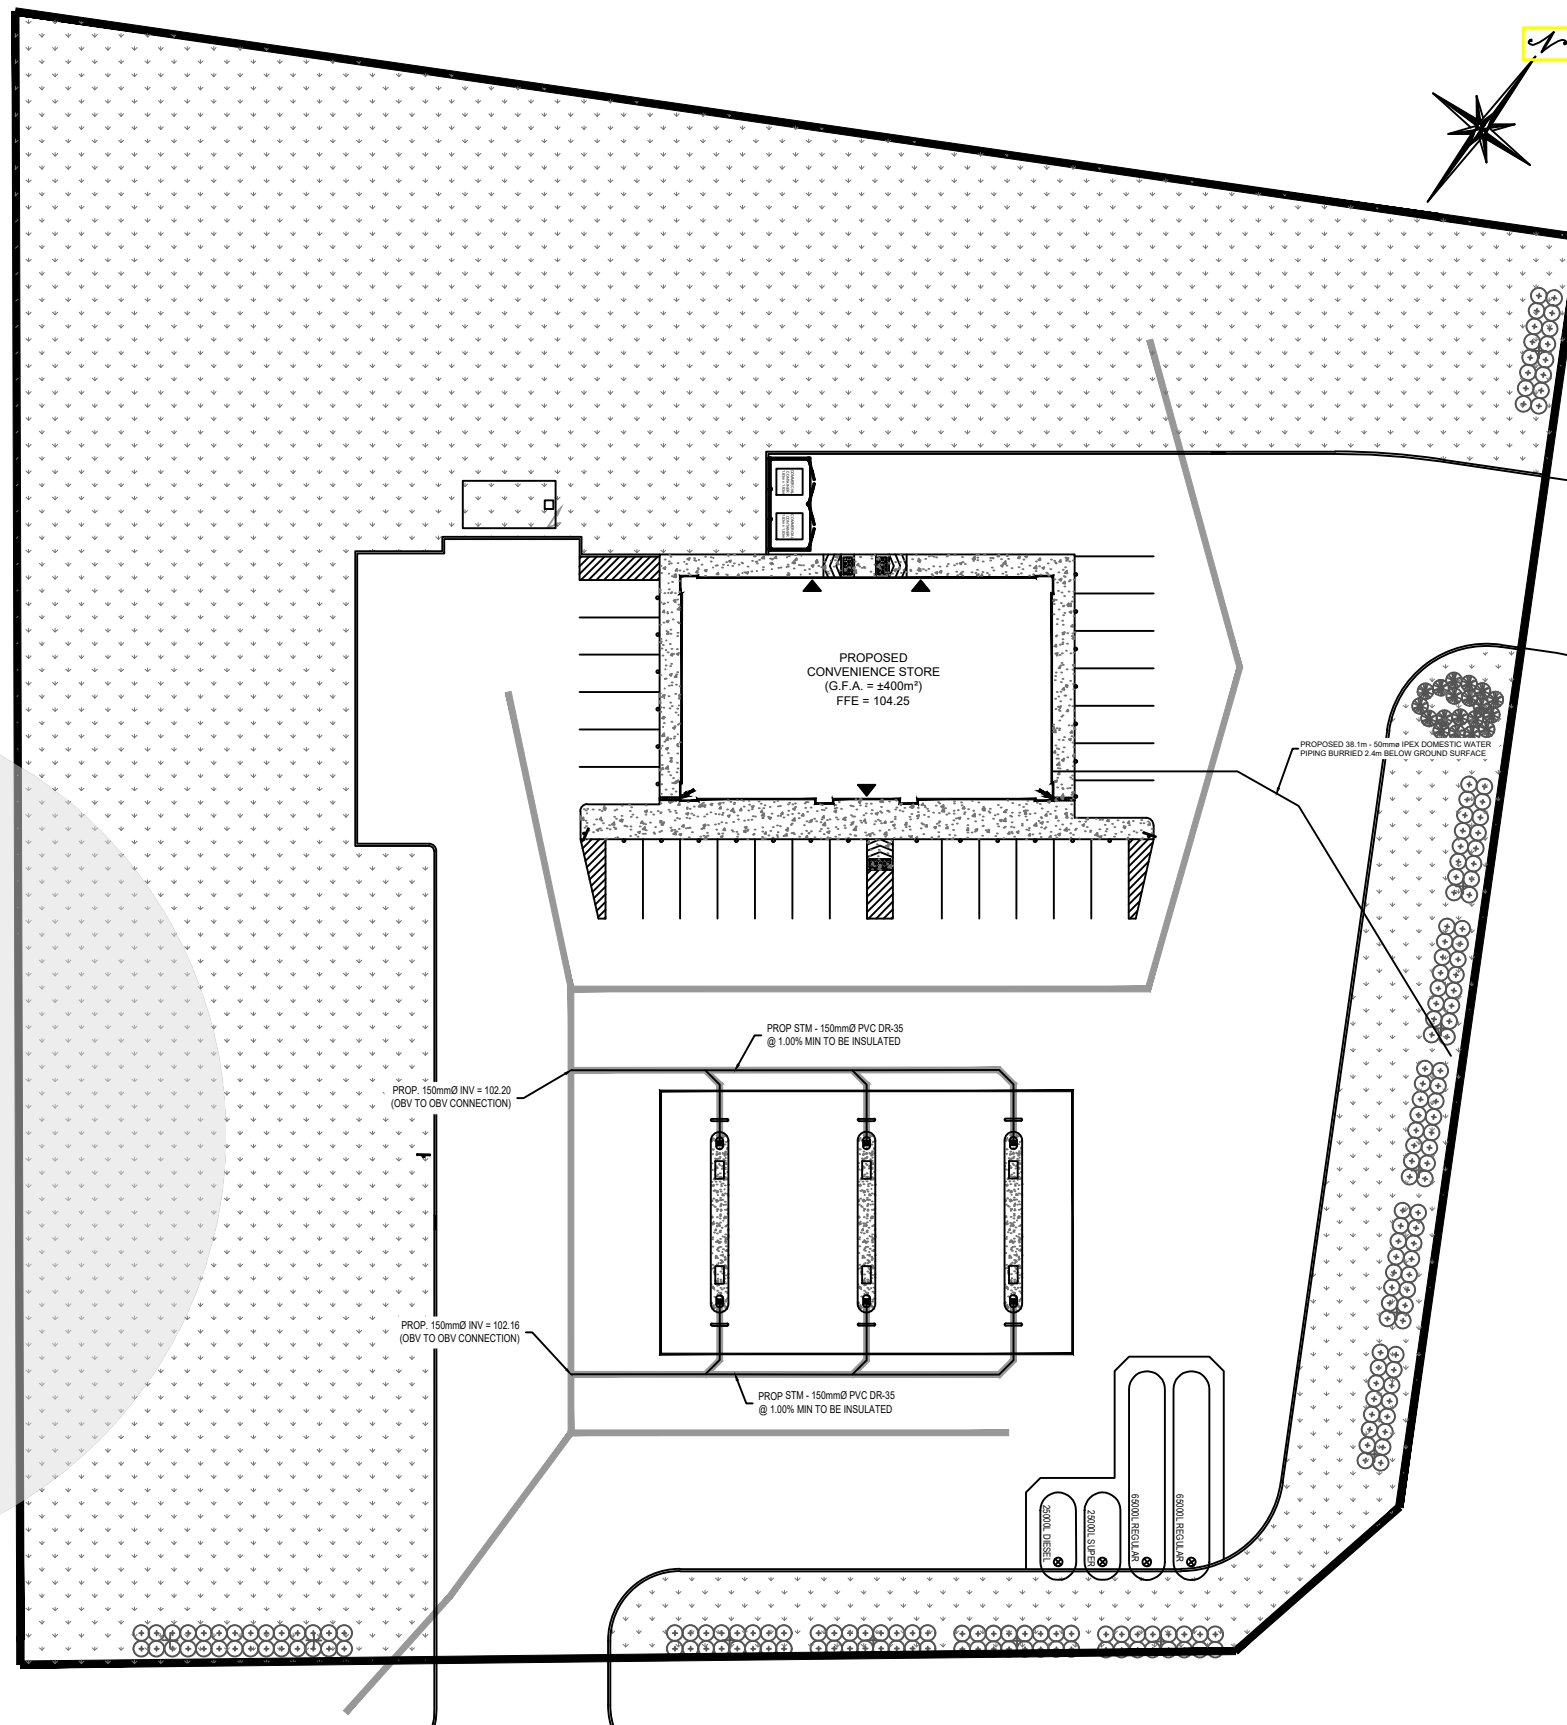 N
PROPOSED
CONVENIENCE STORE
(G.F.A. = ±400m²)
FFE = 104.25
PROPOSED 38.1m - 50mmø IPEX DOMESTIC WATER
PIPING BURRIED 2.4m BELOW GROUND SURFACE
PROP STM - 150mmØ PVC DR-35
@ 1.00% MIN TO BE INSULATED
PROP. 150mmØ INV = 102.20
(OBV TO OBV CONNECTION)
PROP. 150mmØ INV = 102.16
(OBV TO OBV CONNECTION)
PROP STM - 150mmØ PVC DR-35
@ 1.00% MIN TO BE INSULATED
25000L DIESEL
25000L SUPER
65000L REGULAR
65000L REGULAR